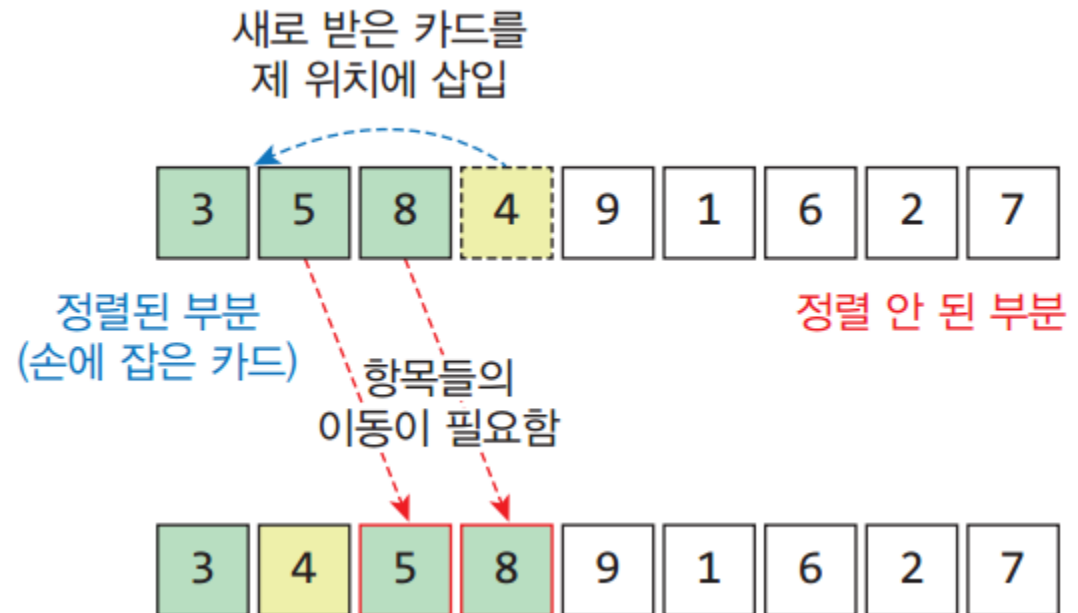 새로 받은 카드를
제 위치에 삽입
3 5 8 4 9 1 6 2 7
정렬된 부분
(손에 잡은 카드)
정렬 안 된 부분
항목들의
이동이 필요함
3 4 5 8 9 1 6 2 7